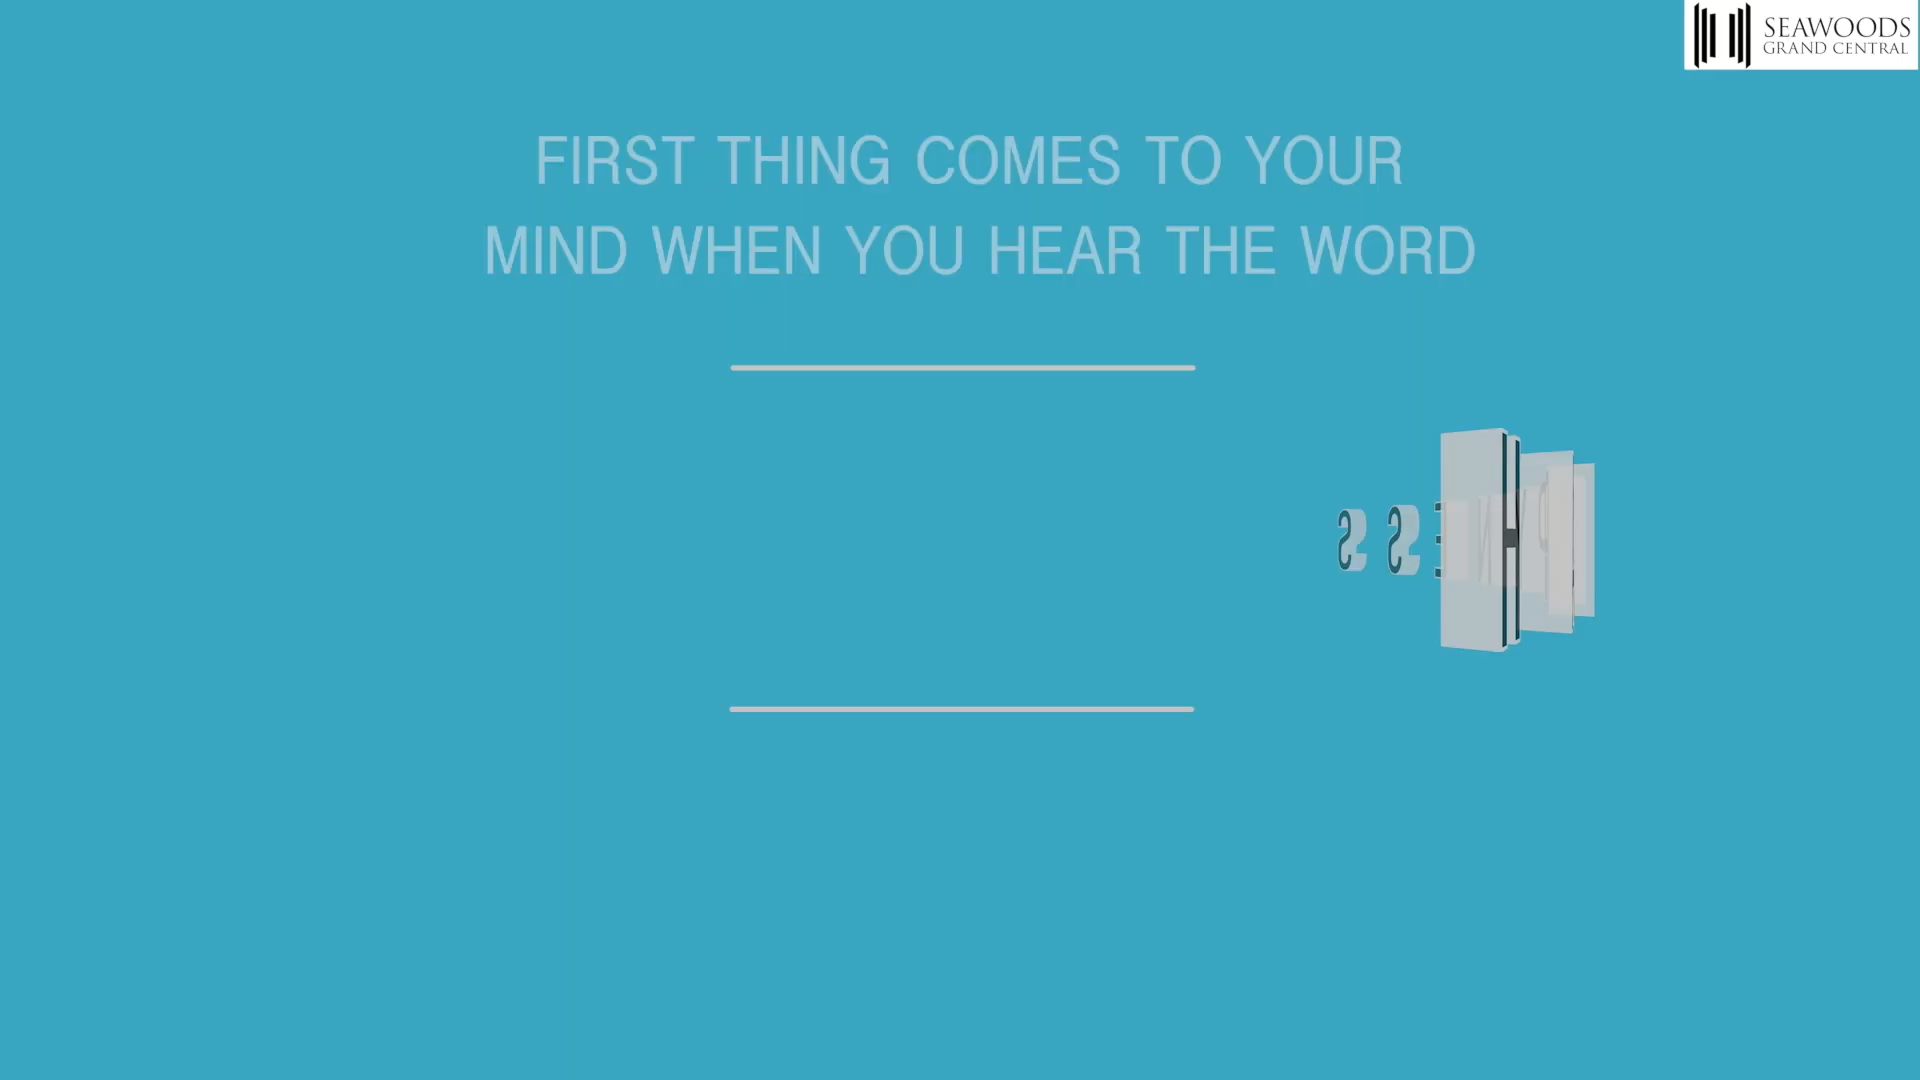 SEAWOODS
GRAND CENTRAL
FIRST THING COMES TO YOUR
MIND WHEN YOU HEAR THE WORD